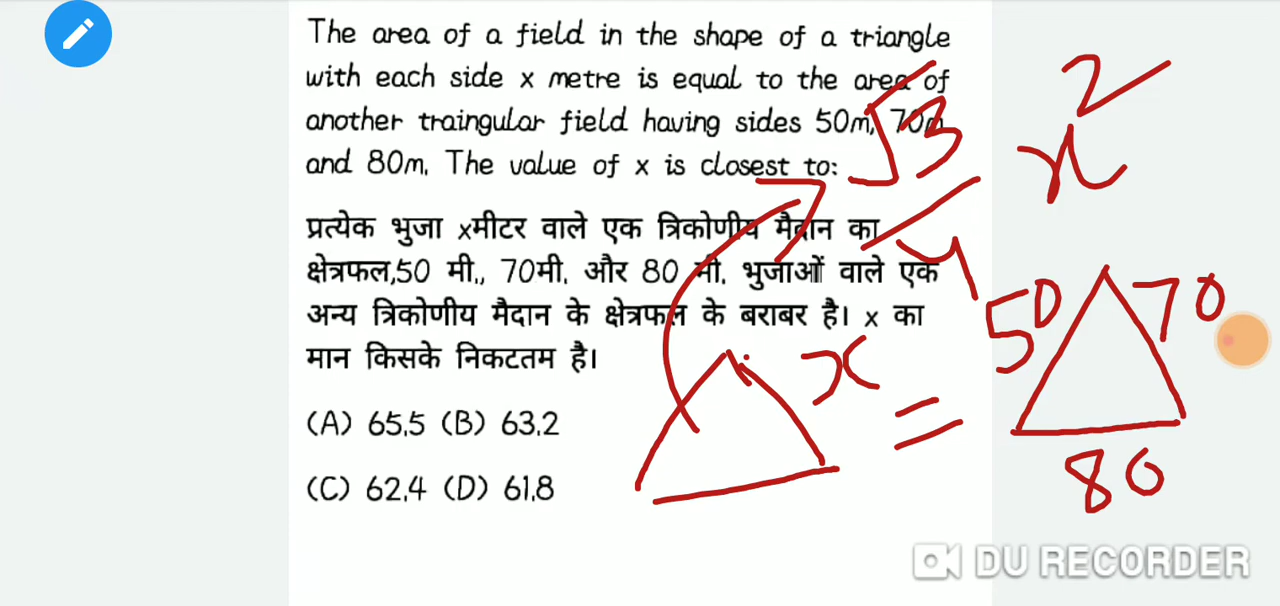 The area of a field in the shape of a triangle
with each side x metre is equal to the area of
another traingular field having sides 50m, 70m
and 80m. The value of x is closest to:
प्रत्येक भुजा xमीटर वाले एक त्रिकोणीय मैदान का
क्षेत्रफल,50 मी., 70मी. और 80 मी. भुजाओं वाले एक
अन्य त्रिकोणीय मैदान के क्षेत्रफल के बराबर है। x का
मान किसके निकटतम है।
(A) 65.5 (B) 63.2
(C) 62.4 (D) 61.8
√3/4 x²
x
=
50 70
80
DU RECORDER